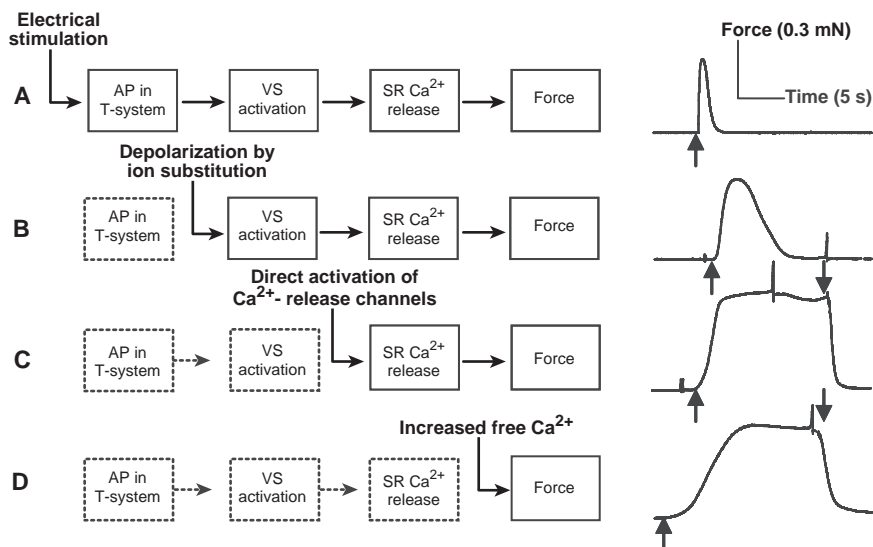 Electrical
stimulation
Force (0.3 mN)
Time (5 s)
A
AP in
T-system
VS
activation
SR Ca²⁺
release
Force
Depolarization by
ion substitution
B
AP in
T-system
VS
activation
SR Ca²⁺
release
Force
Direct activation of
Ca²⁺- release channels
C
AP in
T-system
VS
activation
SR Ca²⁺
release
Force
Increased free Ca²⁺
D
AP in
T-system
VS
activation
SR Ca²⁺
release
Force